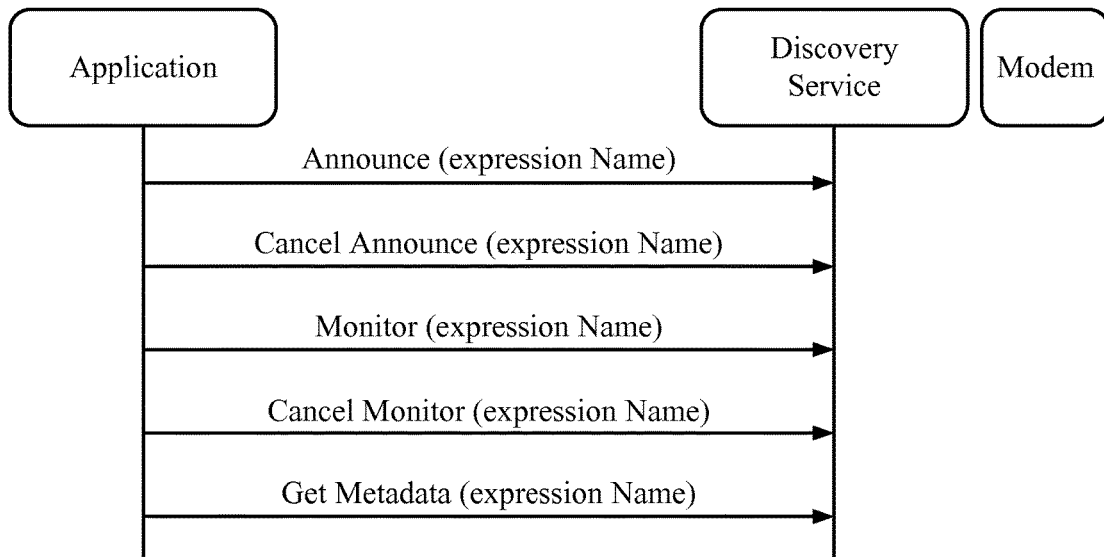 Application
Discovery
Service
Modem
Announce (expression Name)
Cancel Announce (expression Name)
Monitor (expression Name)
Cancel Monitor (expression Name)
Get Metadata (expression Name)